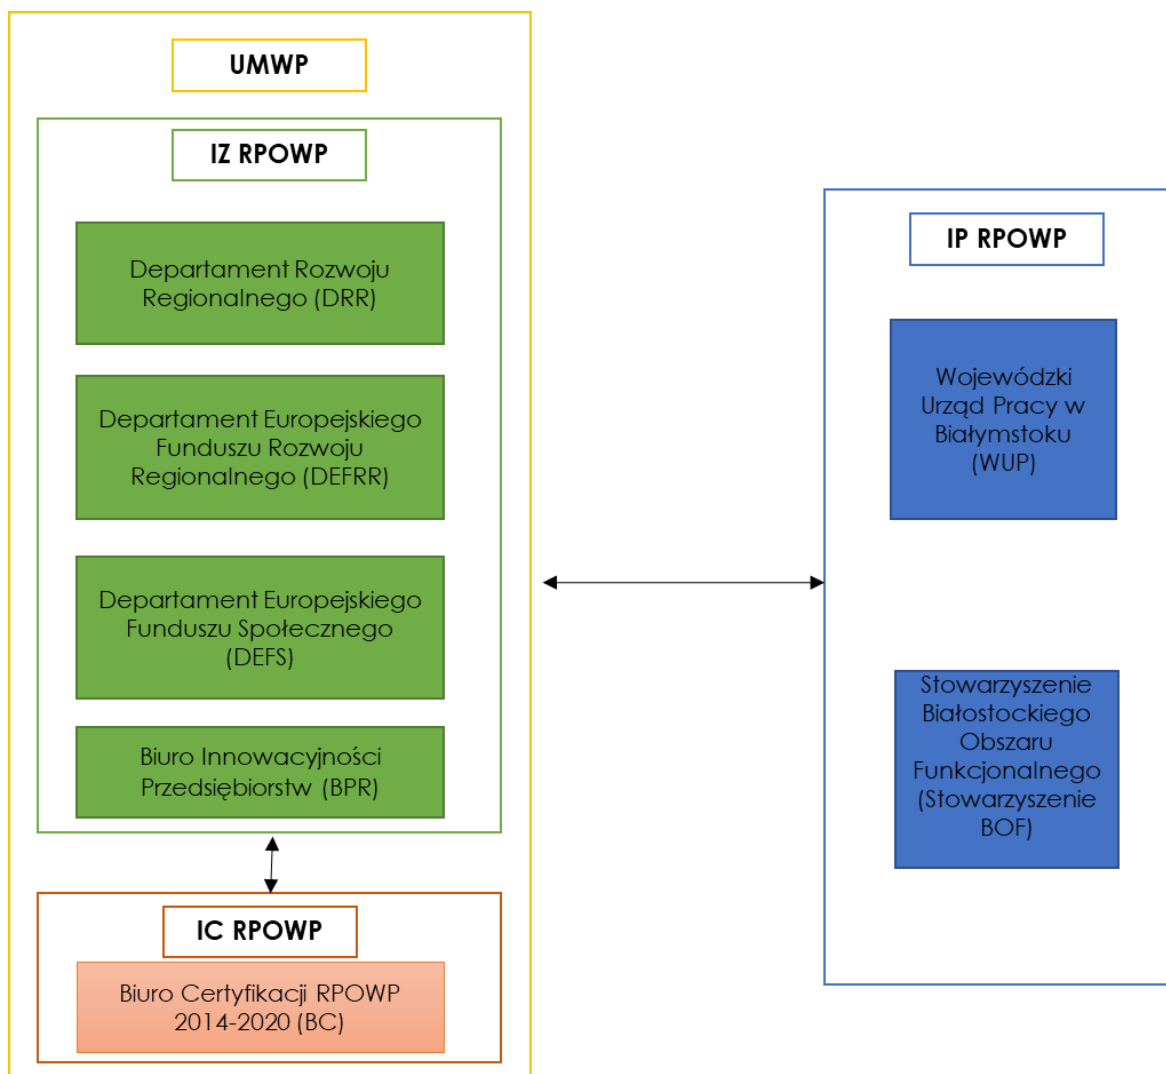 UMWP
IZ RPOWP
Departament Rozwoju
Regionalnego (DRR)
Departament Europejskiego
Funduszu Rozwoju
Regionalnego (DEFRR)
Departament Europejskiego
Funduszu Społecznego
(DEFS)
Biuro Innowacyjności
Przedsiębiorstw (BPR)
IC RPOWP
Biuro Certyfikacji RPOWP
2014-2020 (BC)
IP RPOWP
Wojewódzki
Urząd Pracy w
Białymstoku
(WUP)
Stowarzyszenie
Białostockiego
Obszaru
Funkcjonalnego
(Stowarzyszenie
BOF)